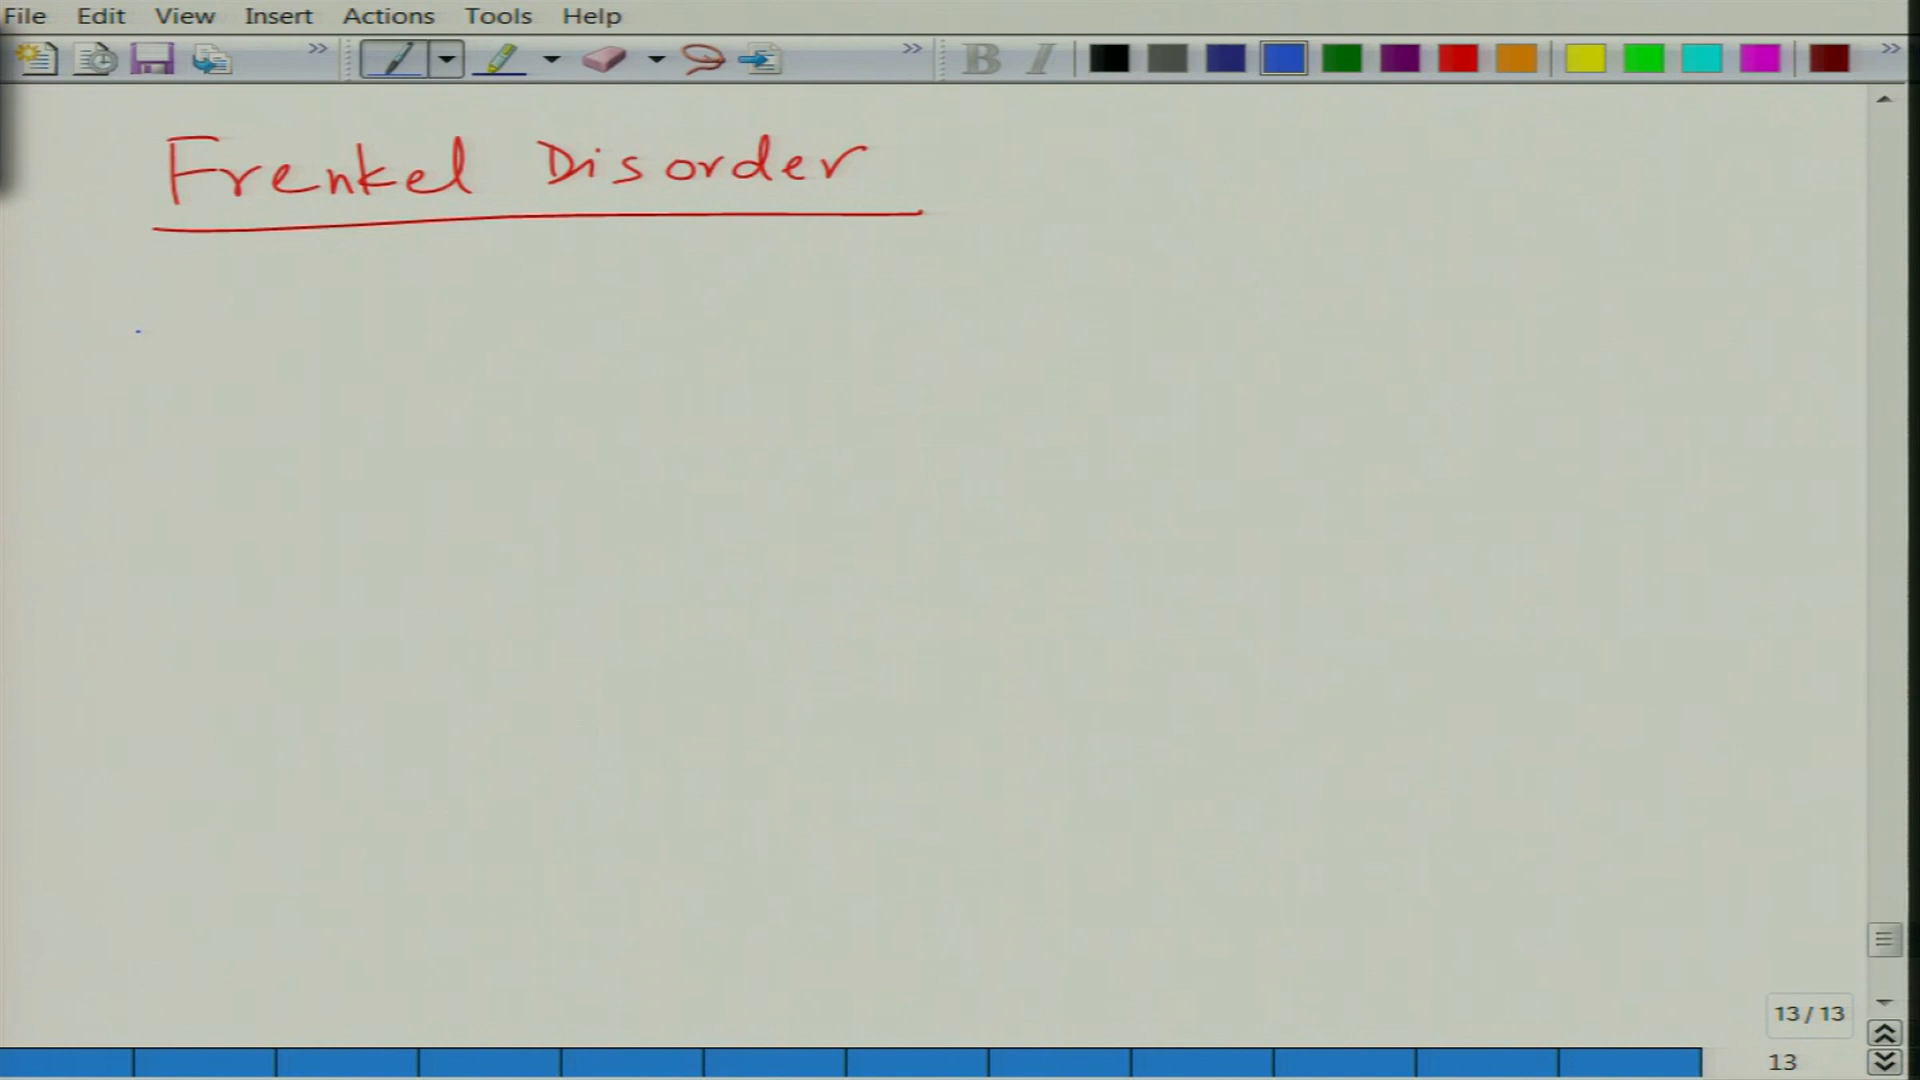 File Edit View Insert Actions Tools Help
B I
Frenkel Disorder
13 / 13
13